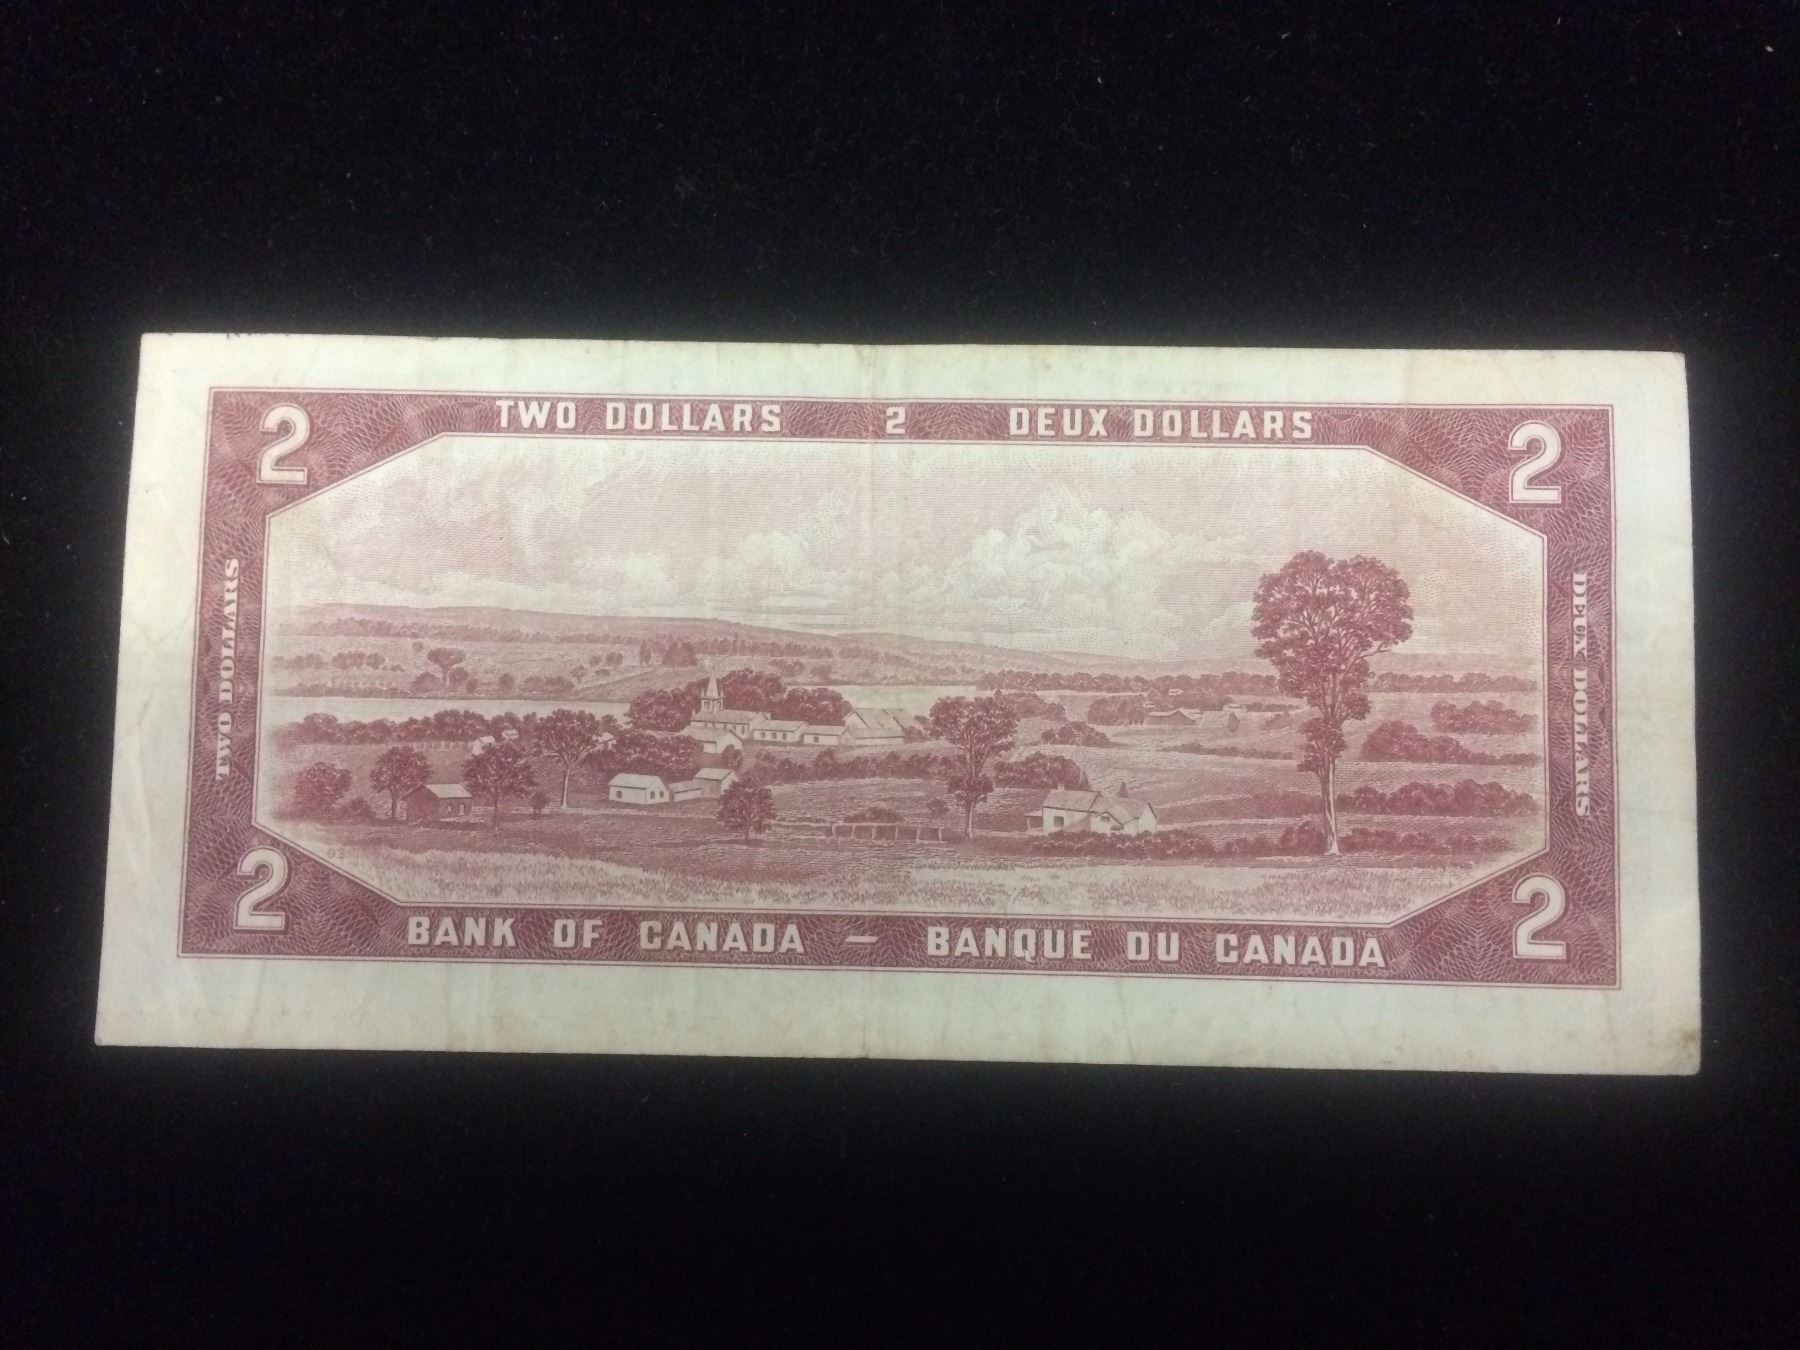 2 TWO DOLLARS 2 DEUX DOLLARS 2
TWO DOLLARS
DEUX DOLLARS
2 BANK OF CANADA — BANQUE DU CANADA 2